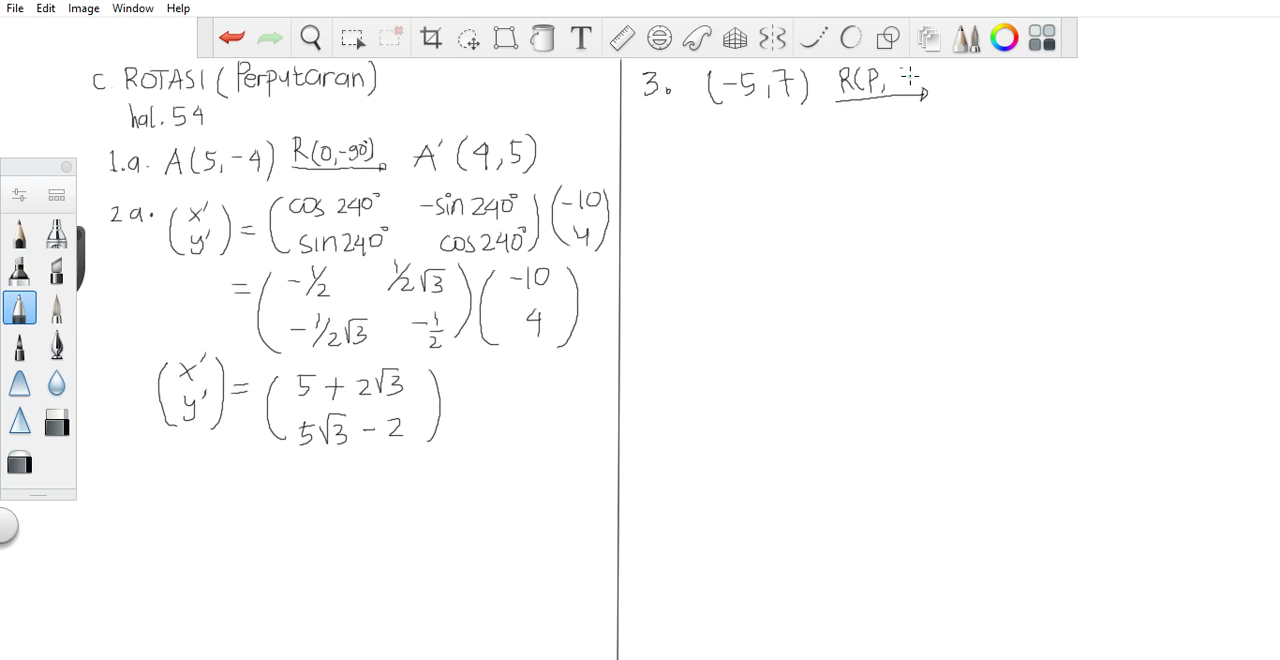 File Edit Image Window Help
C. ROTASI (Perputaran)
hal. 54
1.a. A(5,-4) R(0,-90°) A' (4,5)
2a. (x' y') = (cos 240° -sin 240° sin 240° cos 240°) (-10 4)
= (-1/2 1/2√3 -1/2√3 -1/2) (-10 4)
(x' y') = (5 + 2√3 5√3 - 2)
3. (-5,7) R(P,